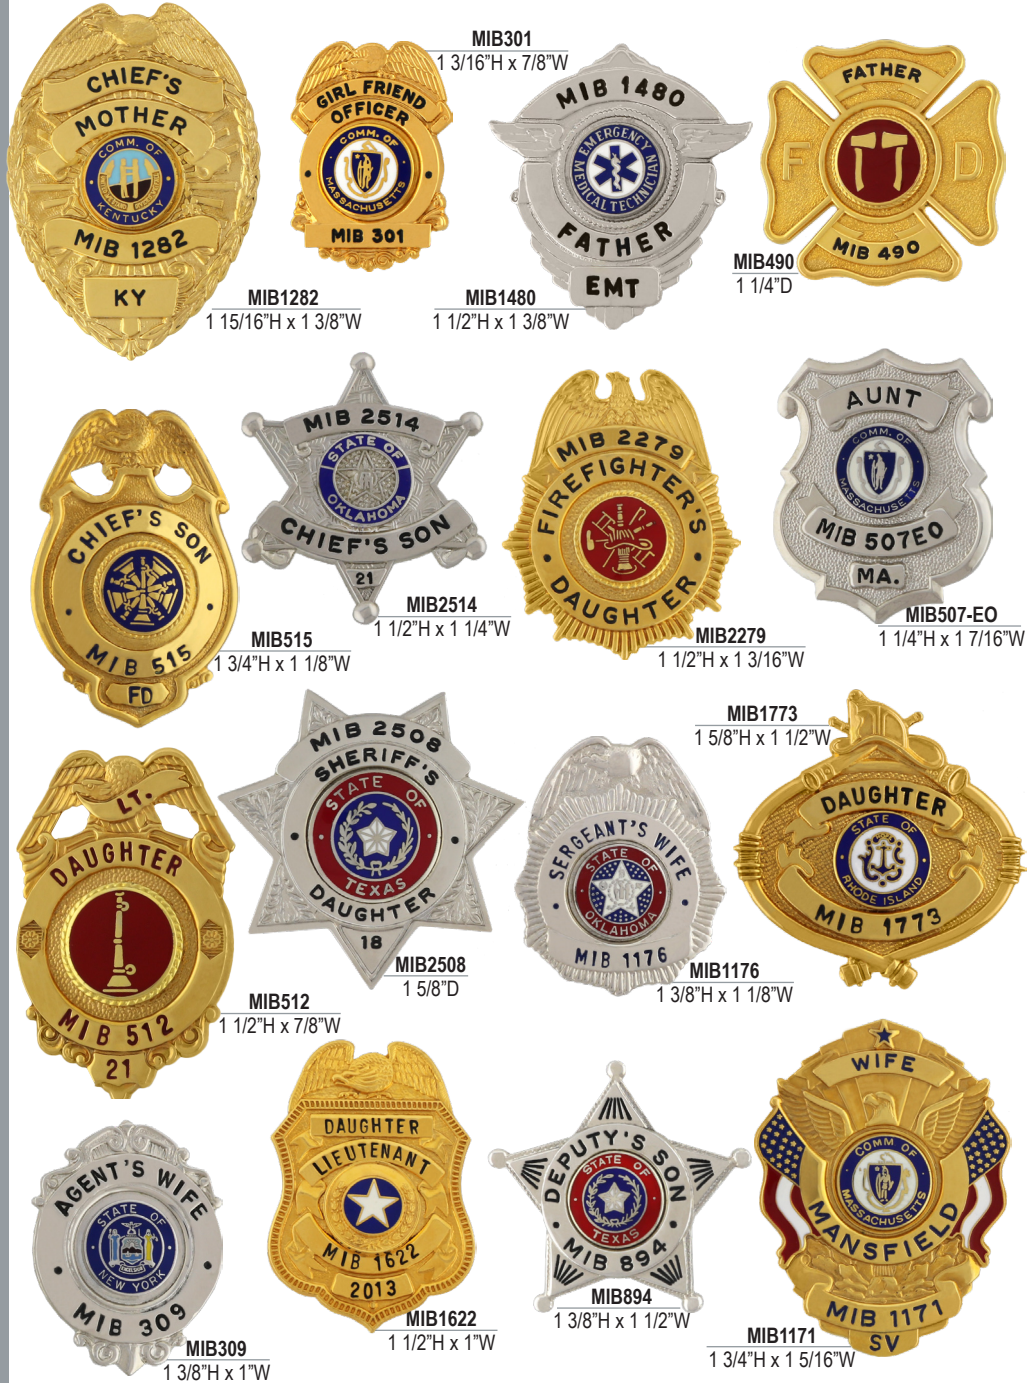 CHIEF'S
MOTHER
COMM. OF
KENTUCKY
MIB 1282
KY
MIB1282
1 15/16”H x 1 3/8”W
GIRL FRIEND
OFFICER
COMM. OF
MASSACHUSETTS
MIB 301
MIB301
1 3/16”H x 7/8”W
MIB 1480
EMERGENCY
MEDICAL TECHNICIAN
FATHER
EMT
MIB1480
1 1/2”H x 1 3/8”W
FATHER
F D
MIB 490
MIB490
1 1/4”D
CHIEF'S SON
MIB 515
FD
MIB515
1 3/4”H x 1 1/8”W
MIB 2514
STATE OF
OKLAHOMA
CHIEF'S SON
21
MIB2514
1 1/2”H x 1 1/4”W
MIB 2279
FIREFIGHTER'S
DAUGHTER
MIB2279
1 1/2”H x 1 3/16”W
AUNT
COMM. OF
MASSACHUSETTS
MIB 507EO
MA.
MIB507-EO
1 1/4”H x 1 7/16”W
LT.
DAUGHTER
MIB 512
21
MIB512
1 1/2”H x 7/8”W
MIB 2508
SHERIFF'S
STATE OF
TEXAS
DAUGHTER
18
MIB2508
1 5/8”D
SERGEANT'S WIFE
STATE OF
OKLAHOMA
MIB 1176
MIB1176
1 3/8”H x 1 1/8”W
MIB1773
1 5/8”H x 1 1/2”W
DAUGHTER
STATE OF
RHODE ISLAND
MIB 1773
AGENT'S WIFE
STATE OF
EXCELSIOR
NEW YORK
MIB 309
MIB309
1 3/8”H x 1”W
DAUGHTER
LIEUTENANT
MIB 1622
2013
MIB1622
1 1/2”H x 1”W
DEPUTY'S SON
STATE OF
TEXAS
MIB 894
MIB894
1 3/8”H x 1 1/2”W
WIFE
COMM OF
MASSACHUSETTS
MANSFIELD
MIB 1171
SV
MIB1171
1 3/4”H x 1 5/16”W